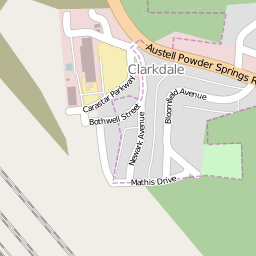 Austell Powder Springs R
Clarkdale
Carastar Parkway
Bothwell Street
Bloomfield Avenue
Newark Avenue
Mathis Drive